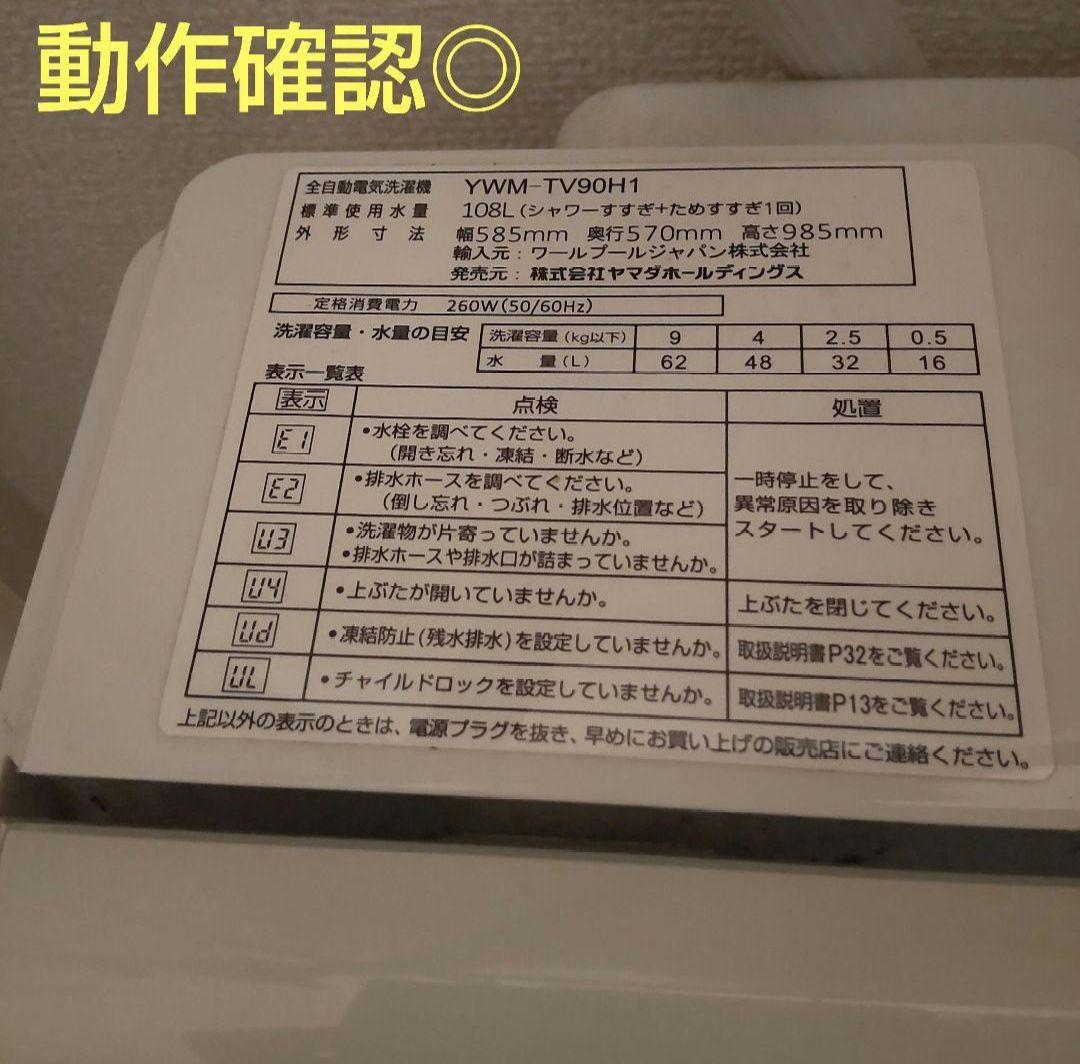 動作確認◎
全自動電気洗濯機 YWM-TV90H1
標準使用水量 108L(シャワーすすぎ+ためすすぎ1回)
外形寸法 幅585mm 奥行570mm 高さ985mm
輸入元:ワールプールジャパン株式会社
発売元:株式会社ヤマダホールディングス
定格消費電力 260W(50/60Hz)
洗濯容量・水量の目安 洗濯容量(kg以下) 9 4 2.5 0.5
水量(L) 62 48 32 16
表示一覧表
表示 点検 処置
E1 •水栓を調べてください。
(開き忘れ・凍結・断水など)
E2 •排水ホースを調べてください。
(倒し忘れ・つぶれ・排水位置など)
U3 •洗濯物が片寄っていませんか。
•排水ホースや排水口が詰まっていませんか。
一時停止をして、
異常原因を取り除き
スタートしてください。
U4 •上ぶたが開いていませんか。 上ぶたを閉じてください。
Ud •凍結防止(残水排水)を設定していませんか。 取扱説明書P32をご覧ください。
UL •チャイルドロックを設定していませんか。 取扱説明書P13をご覧ください。
上記以外の表示のときは、電源プラグを抜き、早めにお買い上げの販売店にご連絡ください。